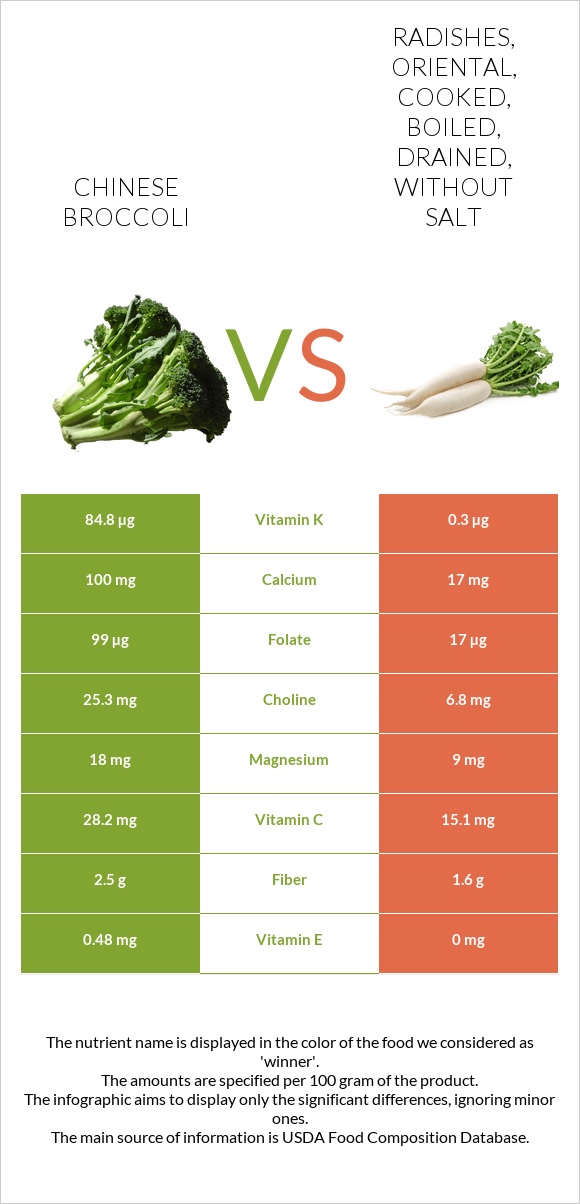 CHINESE
BROCCOLI
RADISHES,
ORIENTAL,
COOKED,
BOILED,
DRAINED,
WITHOUT
SALT
VS
84.8 µg Vitamin K 0.3 µg
100 mg Calcium 17 mg
99 µg Folate 17 µg
25.3 mg Choline 6.8 mg
18 mg Magnesium 9 mg
28.2 mg Vitamin C 15.1 mg
2.5 g Fiber 1.6 g
0.48 mg Vitamin E 0 mg
The nutrient name is displayed in the color of the food we considered as
'winner'.
The amounts are specified per 100 gram of the product.
The infographic aims to display only the significant differences, ignoring minor
ones.
The main source of information is USDA Food Composition Database.